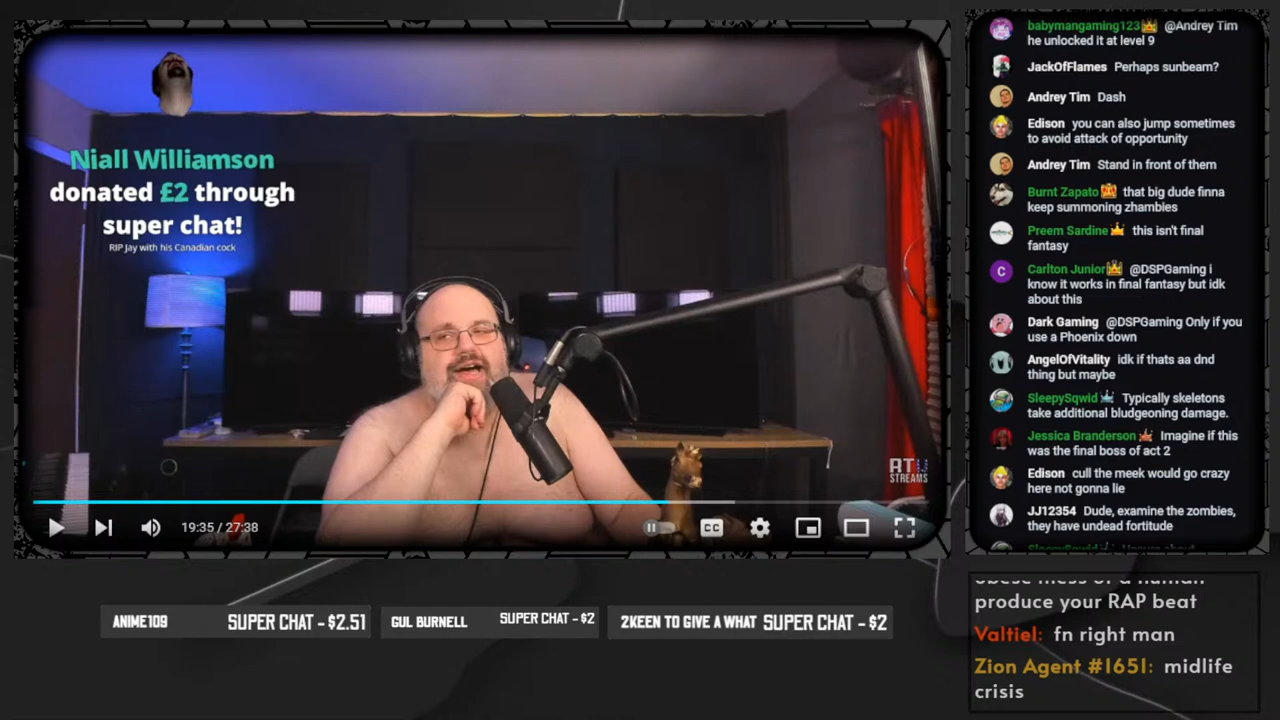 Niall Williamson
donated £2 through
super chat!
RIP Jay with his Canadian cock
RTU
STREAMS
19:35 / 27:38
CC
babymangaming123 @Andrey Tim
he unlocked it at level 9
JackOfFlames Perhaps sunbeam?
Andrey Tim Dash
Edison you can also jump sometimes
to avoid attack of opportunity
Andrey Tim Stand in front of them
Burnt Zapato that big dude finna
keep summoning zhambies
Preem Sardine this isn't final
fantasy
C
Carlton Junior @DSPGaming i
know it works in final fantasy but idk
about this
Dark Gaming @DSPGaming Only if you
use a Phoenix down
AngelOfVitality idk if thats aa dnd
thing but maybe
SleepySqwid Typically skeletons
take additional bludgeoning damage.
Jessica Branderson Imagine if this
was the final boss of act 2
Edison cull the meek would go crazy
here not gonna lie
JJ12354 Dude, examine the zombies,
they have undead fortitude
ANIME109 SUPER CHAT - $2.51
GUL BURNELL SUPER CHAT - $2
2KEEN TO GIVE A WHAT SUPER CHAT - $2
obese mess of a human
produce your RAP beat
Valtiel: fn right man
Zion Agent #1651: midlife
crisis